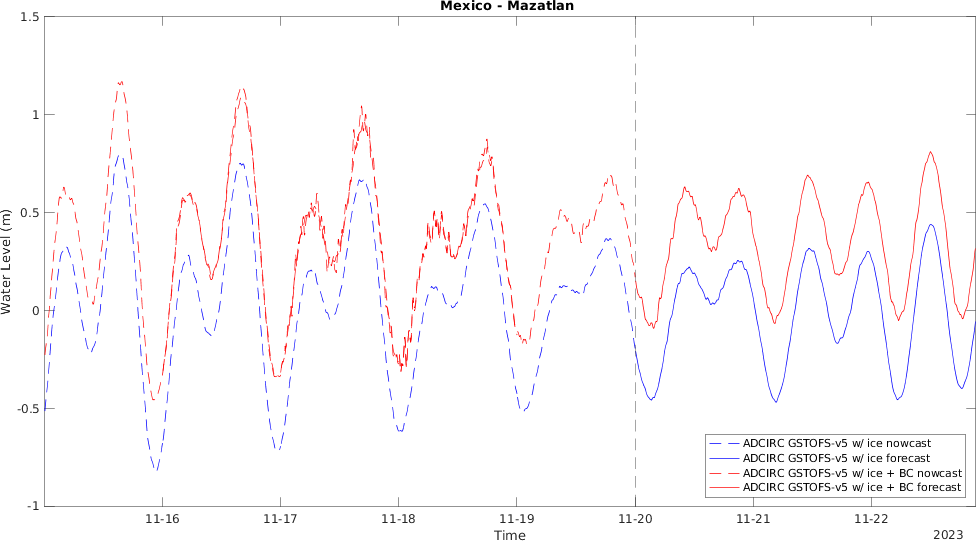 Mexico - Mazatlan
1.5
1
0.5
0
-0.5
-1
Water Level (m)
ADCIRC GSTOFS-v5 w/ ice nowcast
ADCIRC GSTOFS-v5 w/ ice forecast
ADCIRC GSTOFS-v5 w/ ice + BC nowcast
ADCIRC GSTOFS-v5 w/ ice + BC forecast
11-16 11-17 11-18 11-19 11-20 11-21 11-22
Time
2023